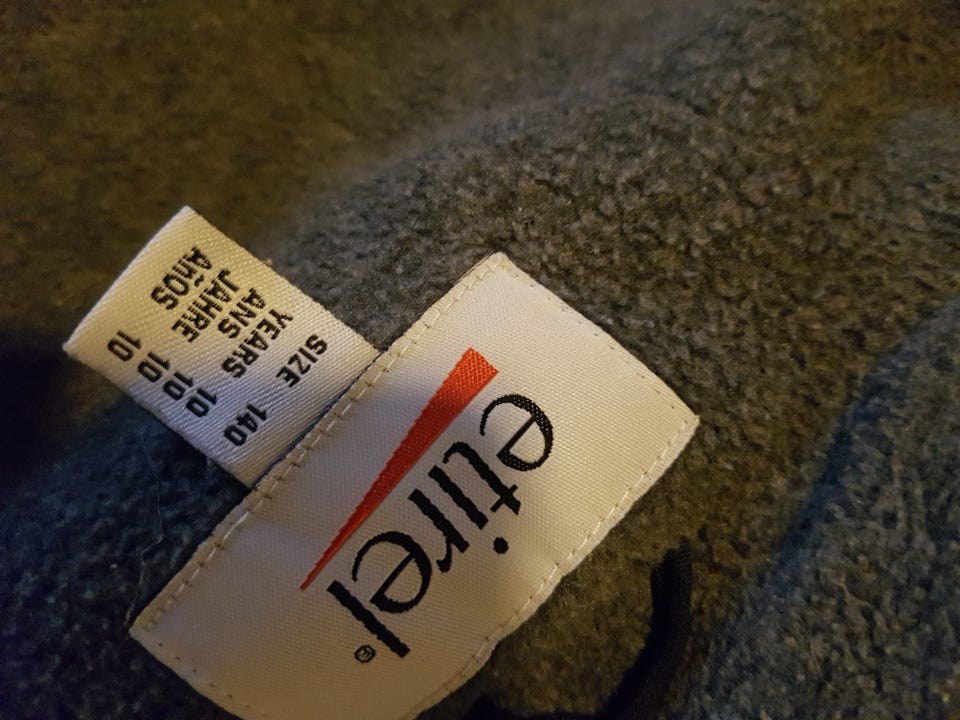 etirel®
SIZE 140
YEARS 10
ANS 10
JAHRE 10
AñOS 10